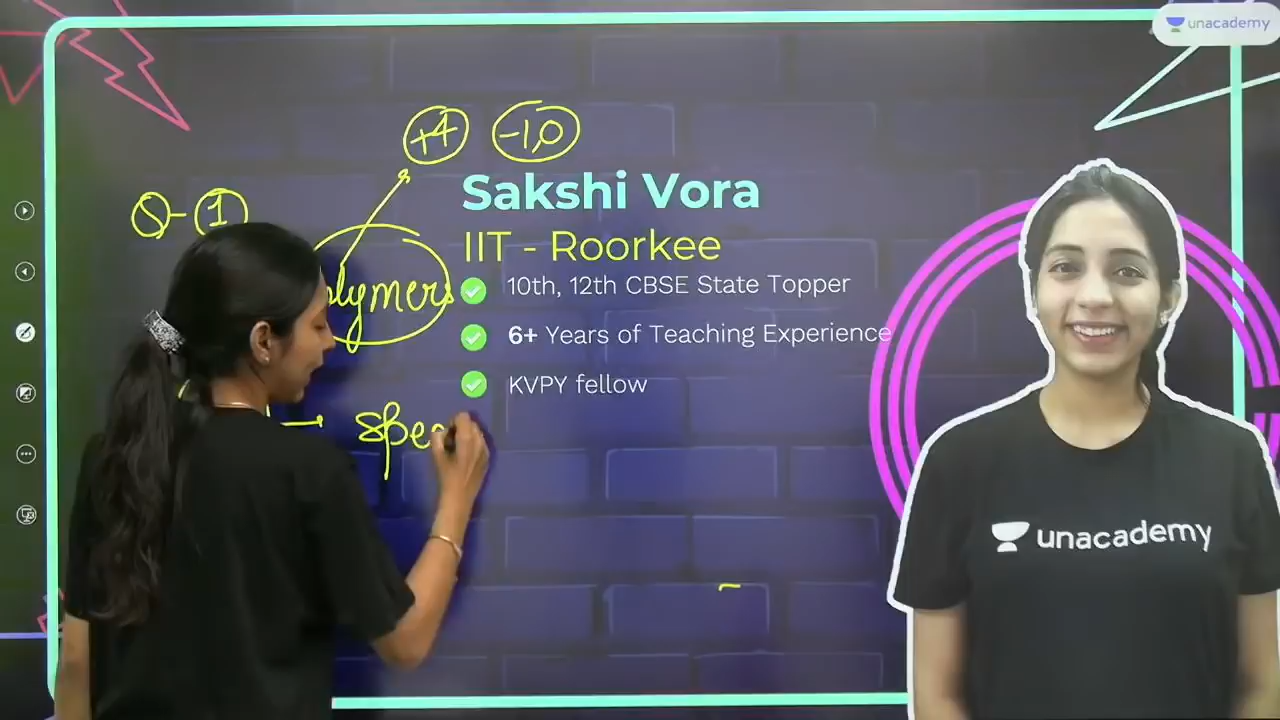 unacademy
+4 -1,0
Sakshi Vora
Q-1
IIT - Roorkee
10th, 12th CBSE State Topper
6+ Years of Teaching Experience
KVPY fellow
unacademy